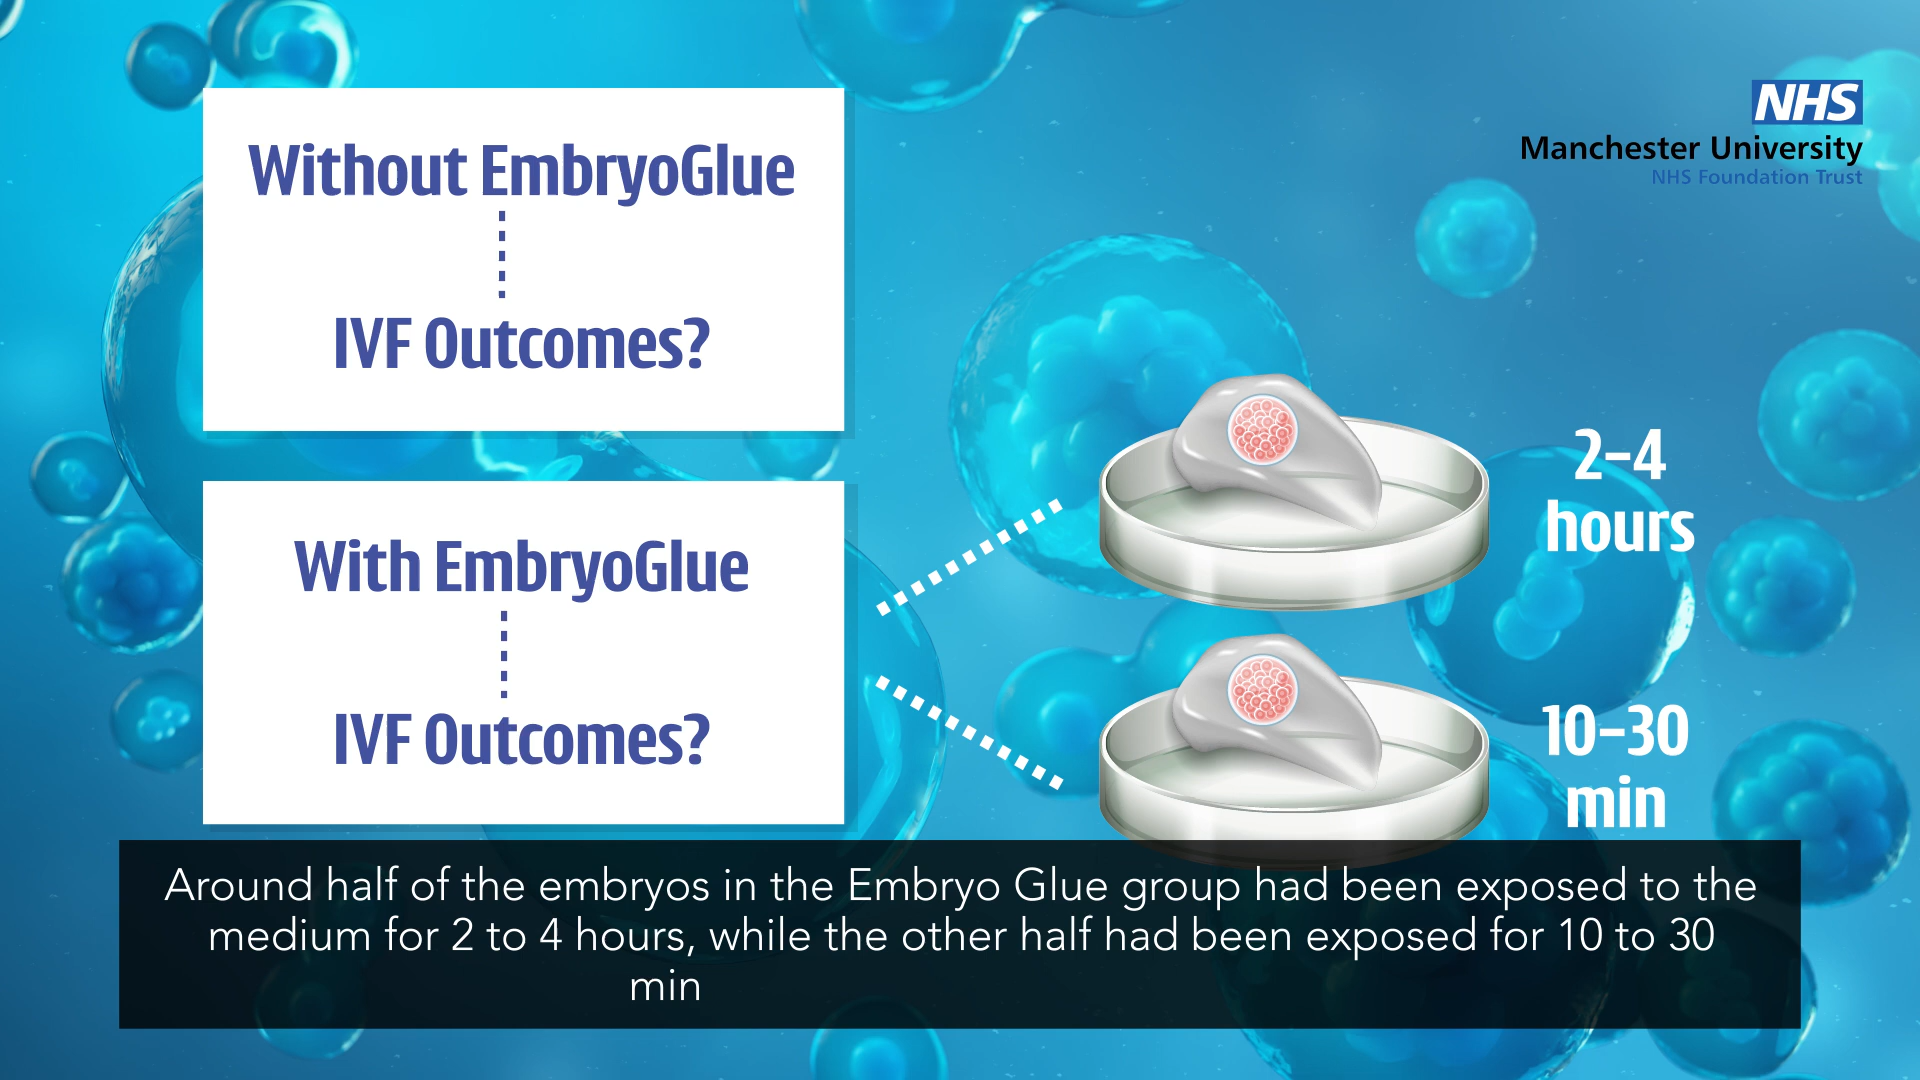 Without EmbryoGlue
IVF Outcomes?
With EmbryoGlue
IVF Outcomes?
NHS
Manchester University
NHS Foundation Trust
2–4
hours
10–30
min
Around half of the embryos in the Embryo Glue group had been exposed to the
medium for 2 to 4 hours, while the other half had been exposed for 10 to 30
min